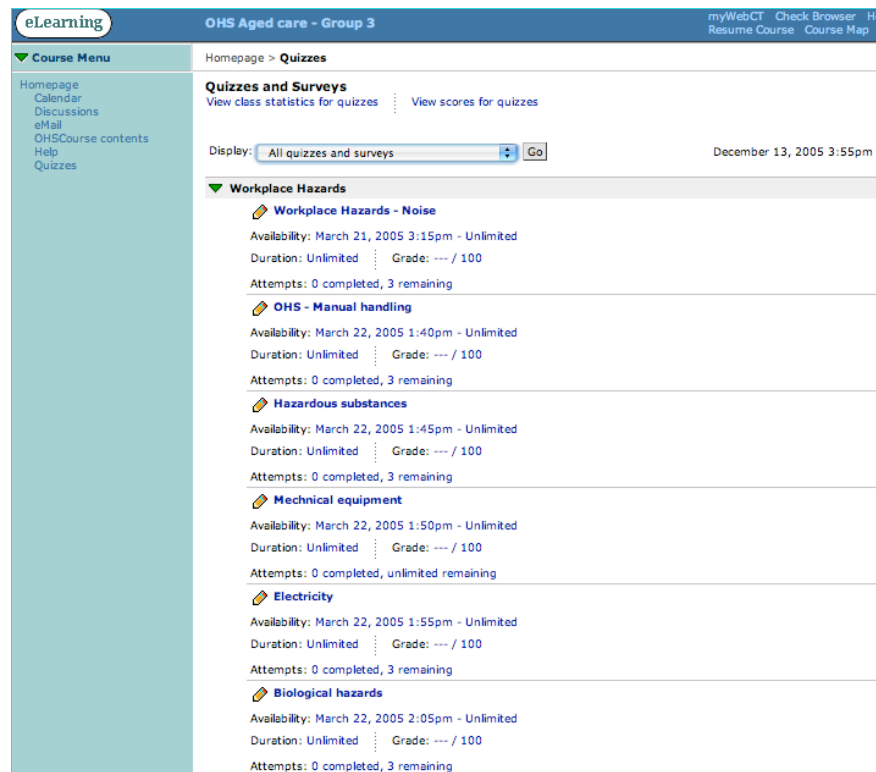 eLearning
OHS Aged care - Group 3
myWebCT Check Browser H
Resume Course Course Map
Course Menu
Homepage > Quizzes
Homepage
Calendar
Discussions
eMail
OHSCourse contents
Help
Quizzes
Quizzes and Surveys
View class statistics for quizzes View scores for quizzes
Display: All quizzes and surveys Go December 13, 2005 3:55pm
Workplace Hazards
Workplace Hazards - Noise
Availability: March 21, 2005 3:15pm - Unlimited
Duration: Unlimited Grade: --- / 100
Attempts: 0 completed, 3 remaining
OHS - Manual handling
Availability: March 22, 2005 1:40pm - Unlimited
Duration: Unlimited Grade: --- / 100
Attempts: 0 completed, 3 remaining
Hazardous substances
Availability: March 22, 2005 1:45pm - Unlimited
Duration: Unlimited Grade: --- / 100
Attempts: 0 completed, 3 remaining
Mechnical equipment
Availability: March 22, 2005 1:50pm - Unlimited
Duration: Unlimited Grade: --- / 100
Attempts: 0 completed, unlimited remaining
Electricity
Availability: March 22, 2005 1:55pm - Unlimited
Duration: Unlimited Grade: --- / 100
Attempts: 0 completed, 3 remaining
Biological hazards
Availability: March 22, 2005 2:05pm - Unlimited
Duration: Unlimited Grade: --- / 100
Attempts: 0 completed, 3 remaining